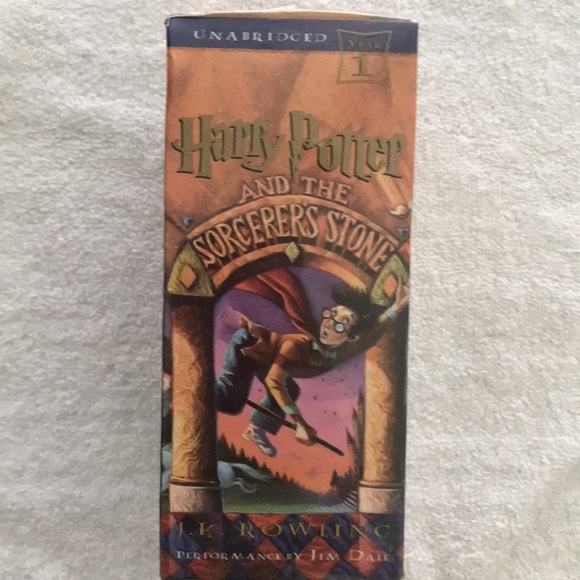 UNABRIDGED
YEAR
1
Harry Potter
AND THE
SORCERER'S STONE
J.K. ROWLING
PERFORMANCE BY JIM DALE